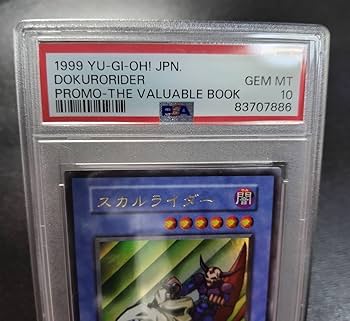 1999 YU-GI-OH! JPN.
DOKURORIDER GEM MT
PROMO-THE VALUABLE BOOK 10
PSA 83707886
スカルライダー 闇